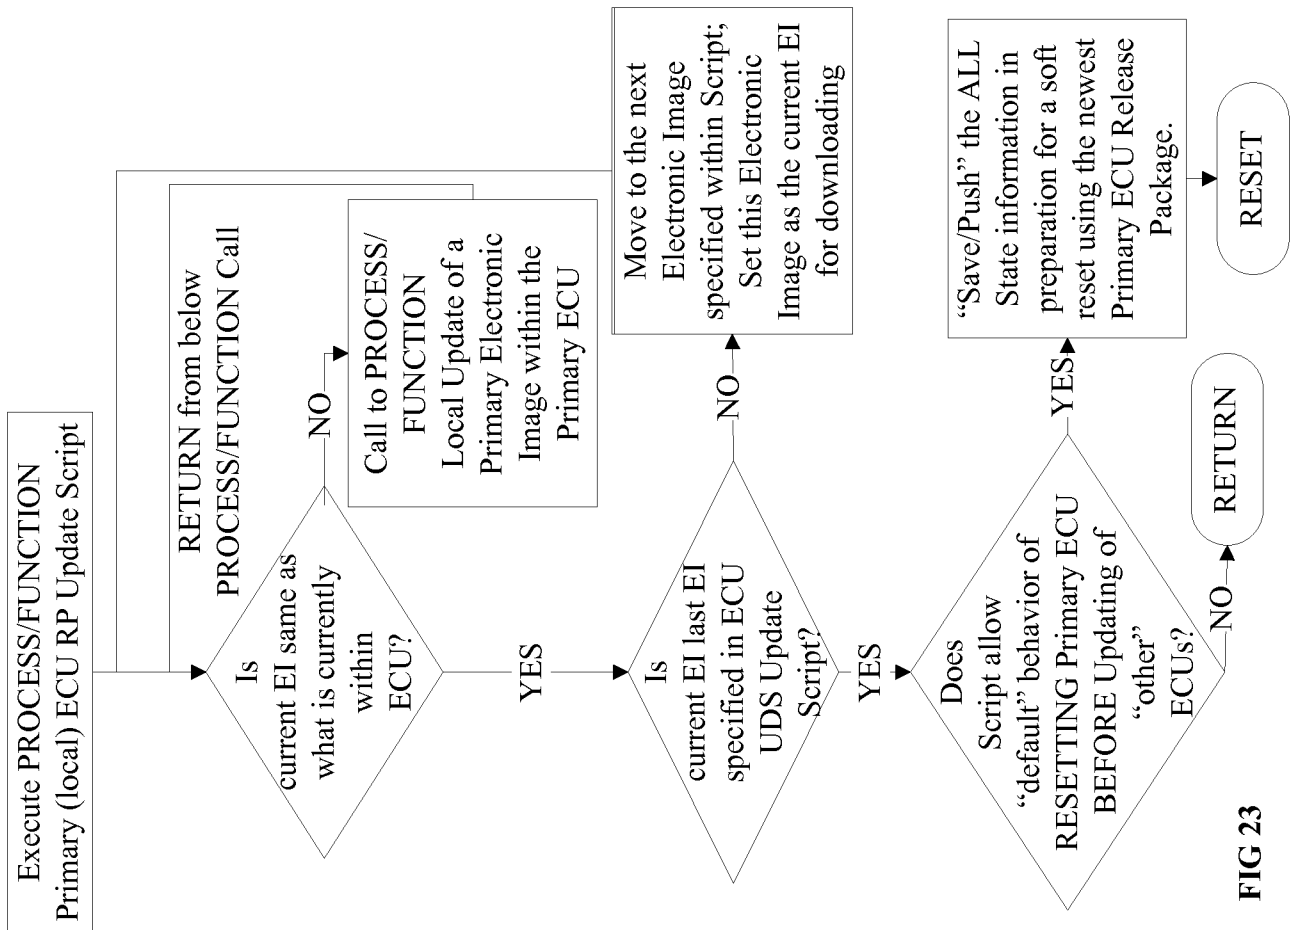 Execute PROCESS/FUNCTION
Primary (local) ECU RP Update Script
RETURN from below
PROCESS/FUNCTION Call
Is
current EI same as
what is currently
within
ECU?
NO
Call to PROCESS/
FUNCTION
Local Update of a
Primary Electronic
Image within the
Primary ECU
YES
Is
current EI last EI
specified in ECU
UDS Update
Script?
NO
Move to the next
Electronic Image
specified within Script;
Set this Electronic
Image as the current EI
for downloading
YES
Does
Script allow
“default” behavior of
RESETTING Primary ECU
BEFORE Updating of
“other”
ECUs?
YES
“Save/Push” the ALL
State information in
preparation for a soft
reset using the newest
Primary ECU Release
Package.
RESET
NO
RETURN
FIG 23